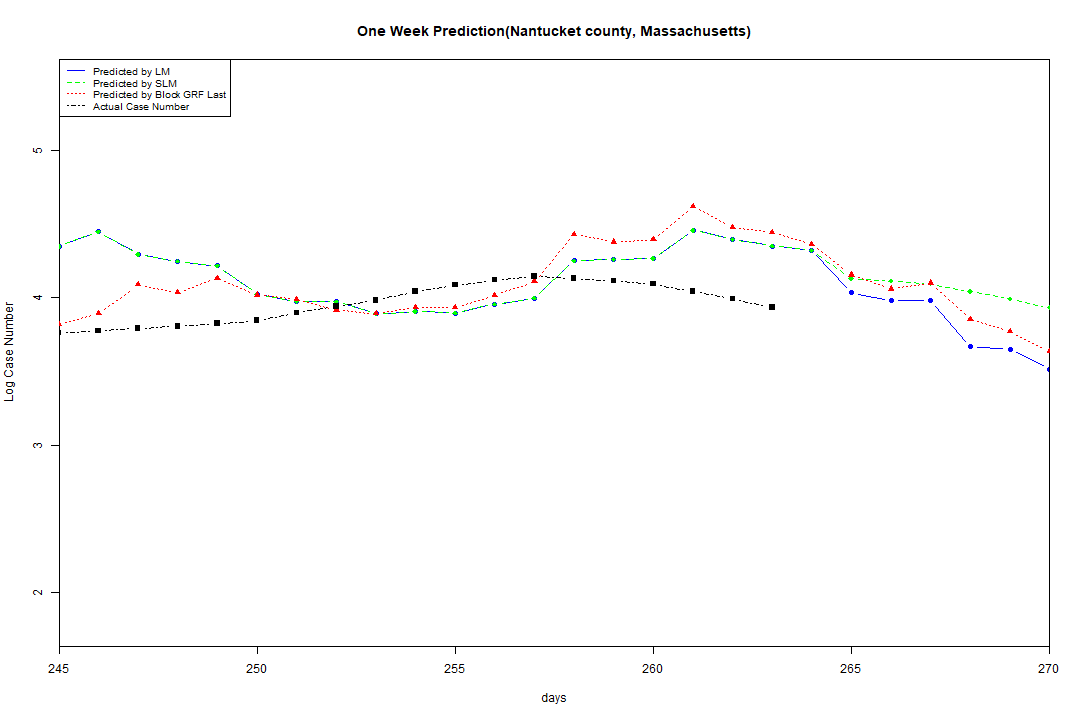 One Week Prediction(Nantucket county, Massachusetts)
Predicted by LM
Predicted by SLM
Predicted by Block GRF Last
Actual Case Number
5
4
3
2
Log Case Number
245 250 255 260 265 270
days